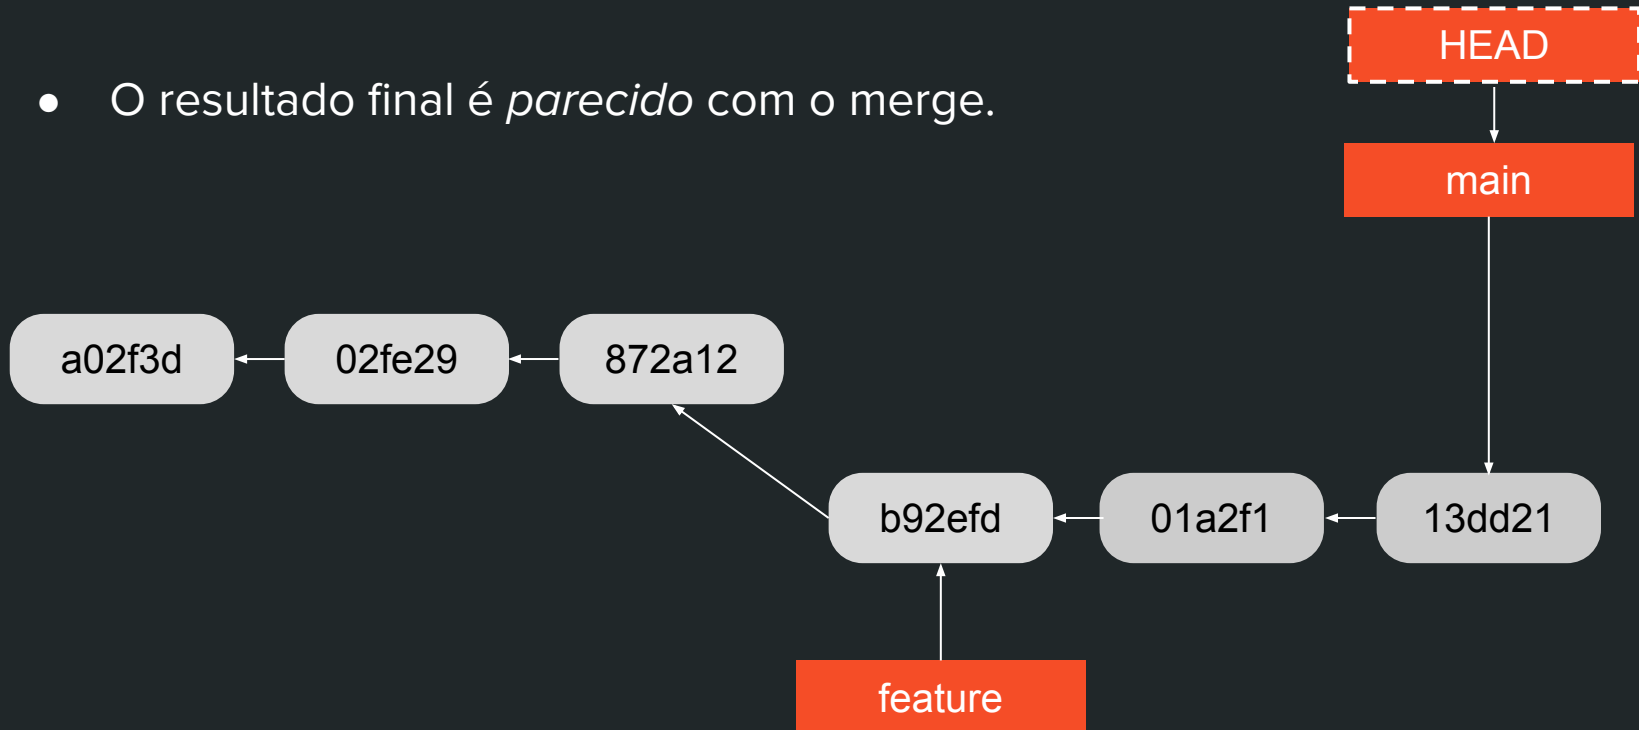 HEAD
● O resultado final é parecido com o merge.
main
a02f3d 02fe29 872a12
b92efd 01a2f1 13dd21
feature